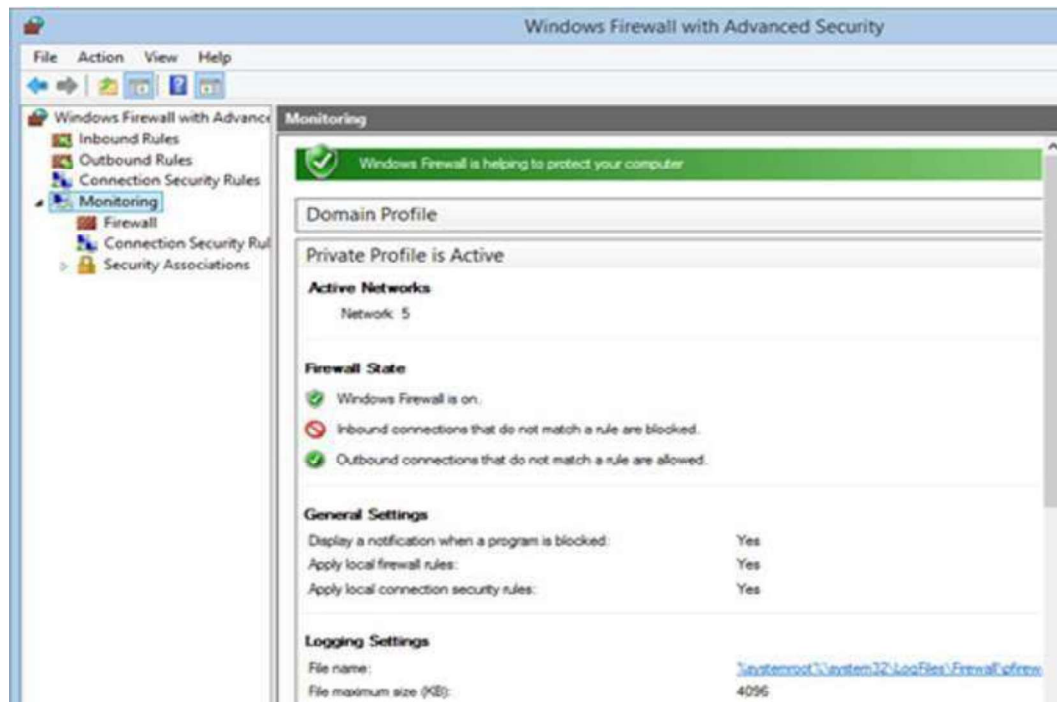 Windows Firewall with Advanced Security
File Action View Help
Windows Firewall with Advance
Inbound Rules
Outbound Rules
Connection Security Rules
Monitoring
Firewall
Connection Security Rul
Security Associations
Monitoring
Windows Firewall is helping to protect your computer
Domain Profile
Private Profile is Active
Active Networks
Network 5
Firewall State
Windows Firewall is on.
Inbound connections that do not match a rule are blocked.
Outbound connections that do not match a rule are allowed.
General Settings
Display a notification when a program is blocked: Yes
Apply local firewall rules: Yes
Apply local connection security rules: Yes
Logging Settings
File name: %systemroot%\system32\LogFiles\Firewall\pfirew
File maximum size (KB): 4096